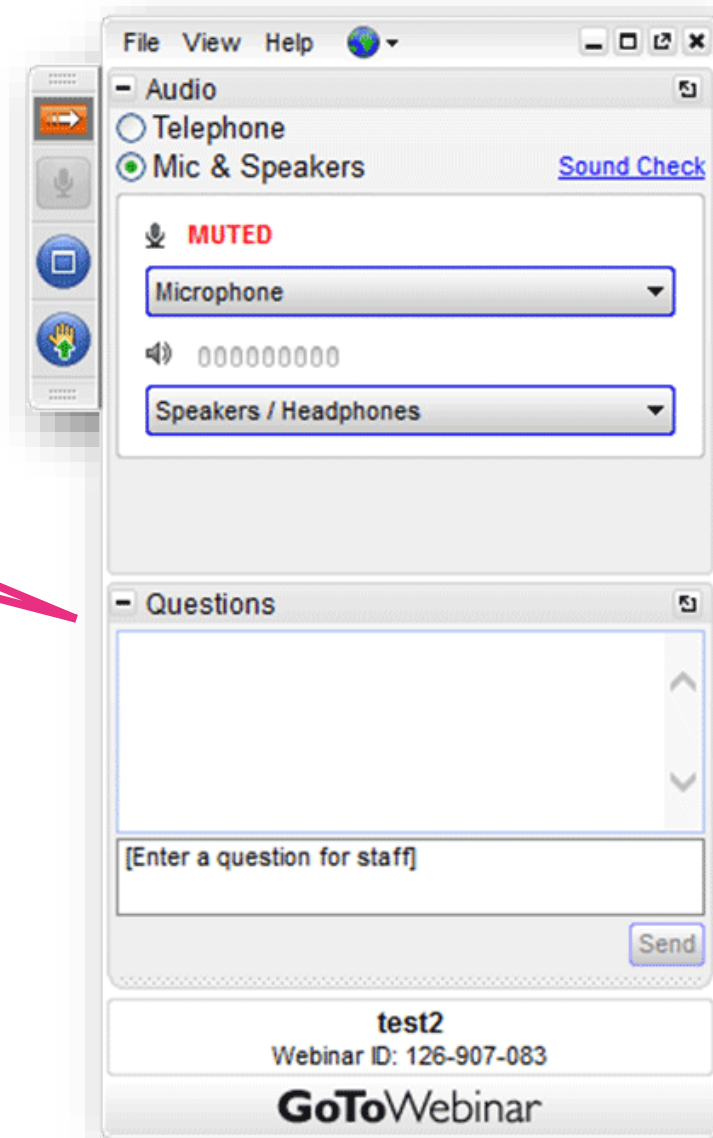 File View Help
Audio
Telephone
Mic & Speakers Sound Check
MUTED
Microphone
000000000
Speakers / Headphones
Questions
[Enter a question for staff]
Send
test2
Webinar ID: 126-907-083
GoToWebinar